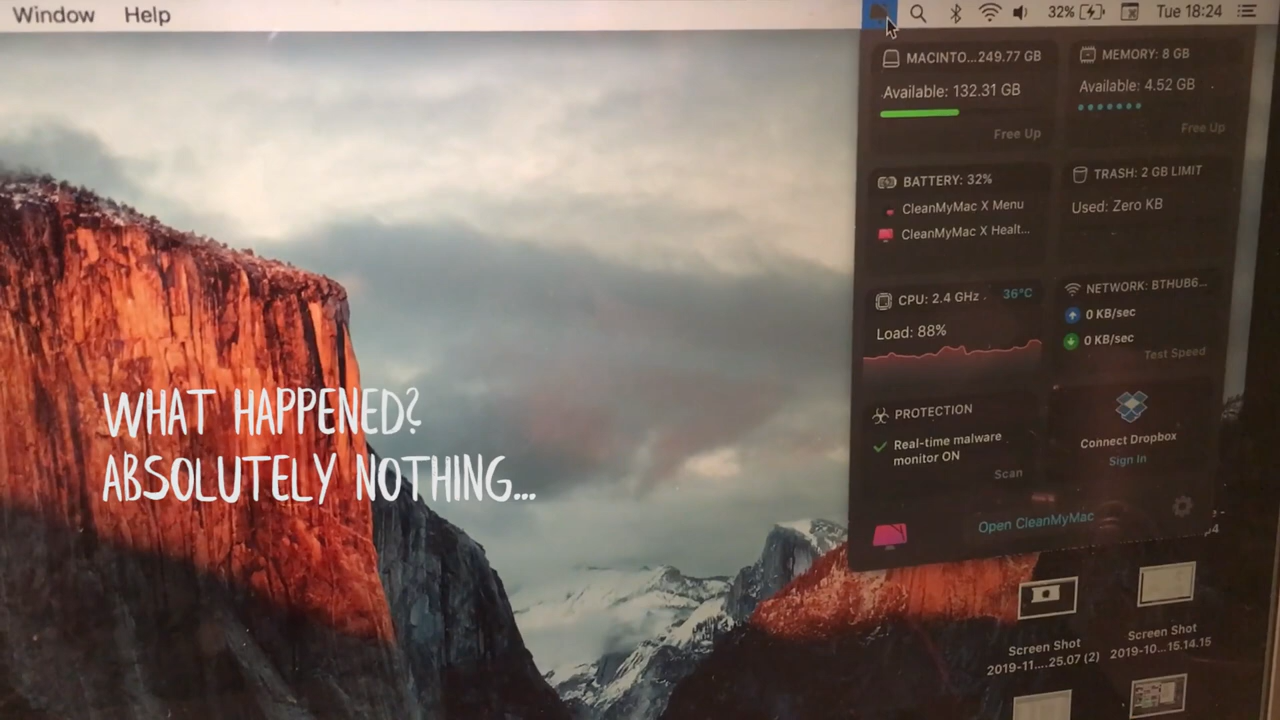 Window Help
32% Tue 18:24
MACINTO...249.77 GB
Available: 132.31 GB
Free Up
MEMORY: 8 GB
Available: 4.52 GB
Free Up
BATTERY: 32%
CleanMyMac X Menu
CleanMyMac X Healt...
TRASH: 2 GB LIMIT
Used: Zero KB
CPU: 2.4 GHz 36°C
Load: 88%
NETWORK: BTHUB6...
0 KB/sec
0 KB/sec
Test Speed
PROTECTION
Real-time malware
monitor ON
Scan
Connect Dropbox
Sign In
Open CleanMyMac
WHAT HAPPENED?
ABSOLUTELY NOTHING...
Screen Shot
2019-11....25.07 (2)
Screen Shot
2019-10...15.14.15